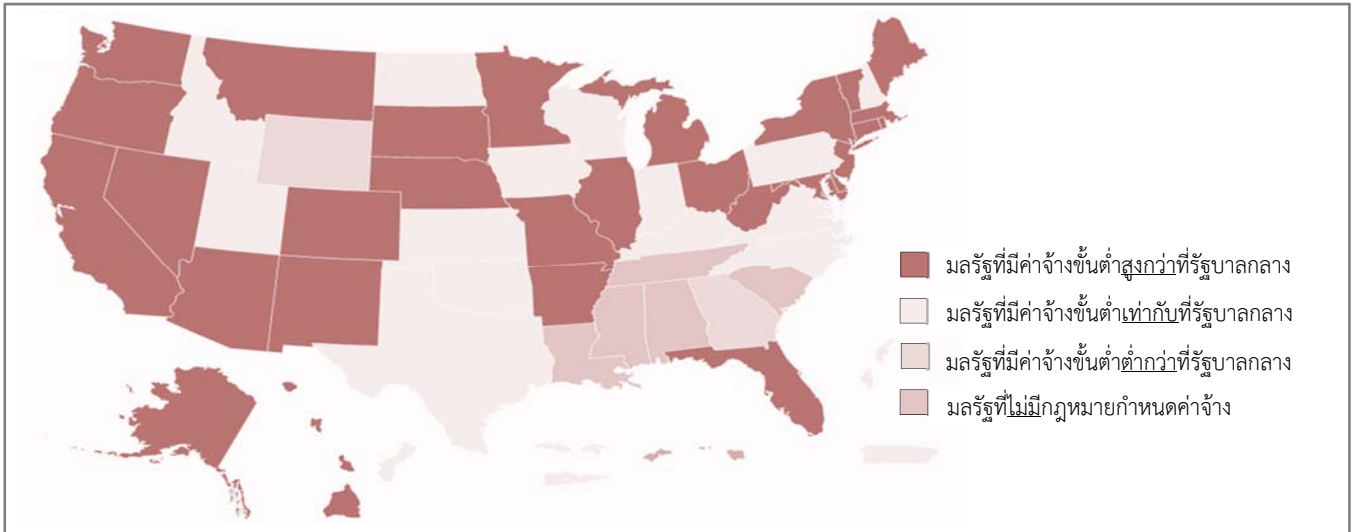 มลรัฐที่มีค่าจ้างขั้นต่ำสูงกว่าที่รัฐบาลกลาง
มลรัฐที่มีค่าจ้างขั้นต่ำเท่ากับที่รัฐบาลกลาง
มลรัฐที่มีค่าจ้างขั้นต่ำต่ำกว่าที่รัฐบาลกลาง
มลรัฐที่ไม่มีกฎหมายกำหนดค่าจ้าง